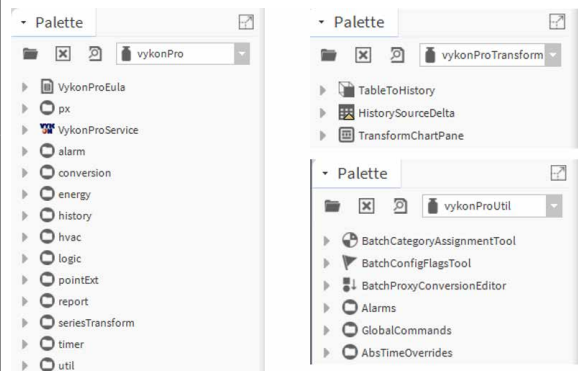 Palette
vykonPro
VykonProEula
px
VykonProService
alarm
conversion
energy
history
hvac
logic
pointExt
report
seriesTransform
timer
util
Palette
vykonProTransform
TableToHistory
HistorySourceDelta
TransformChartPane
Palette
vykonProUtil
BatchCategoryAssignmentTool
BatchConfigFlagsTool
BatchProxyConversionEditor
Alarms
GlobalCommands
AbsTimeOverrides